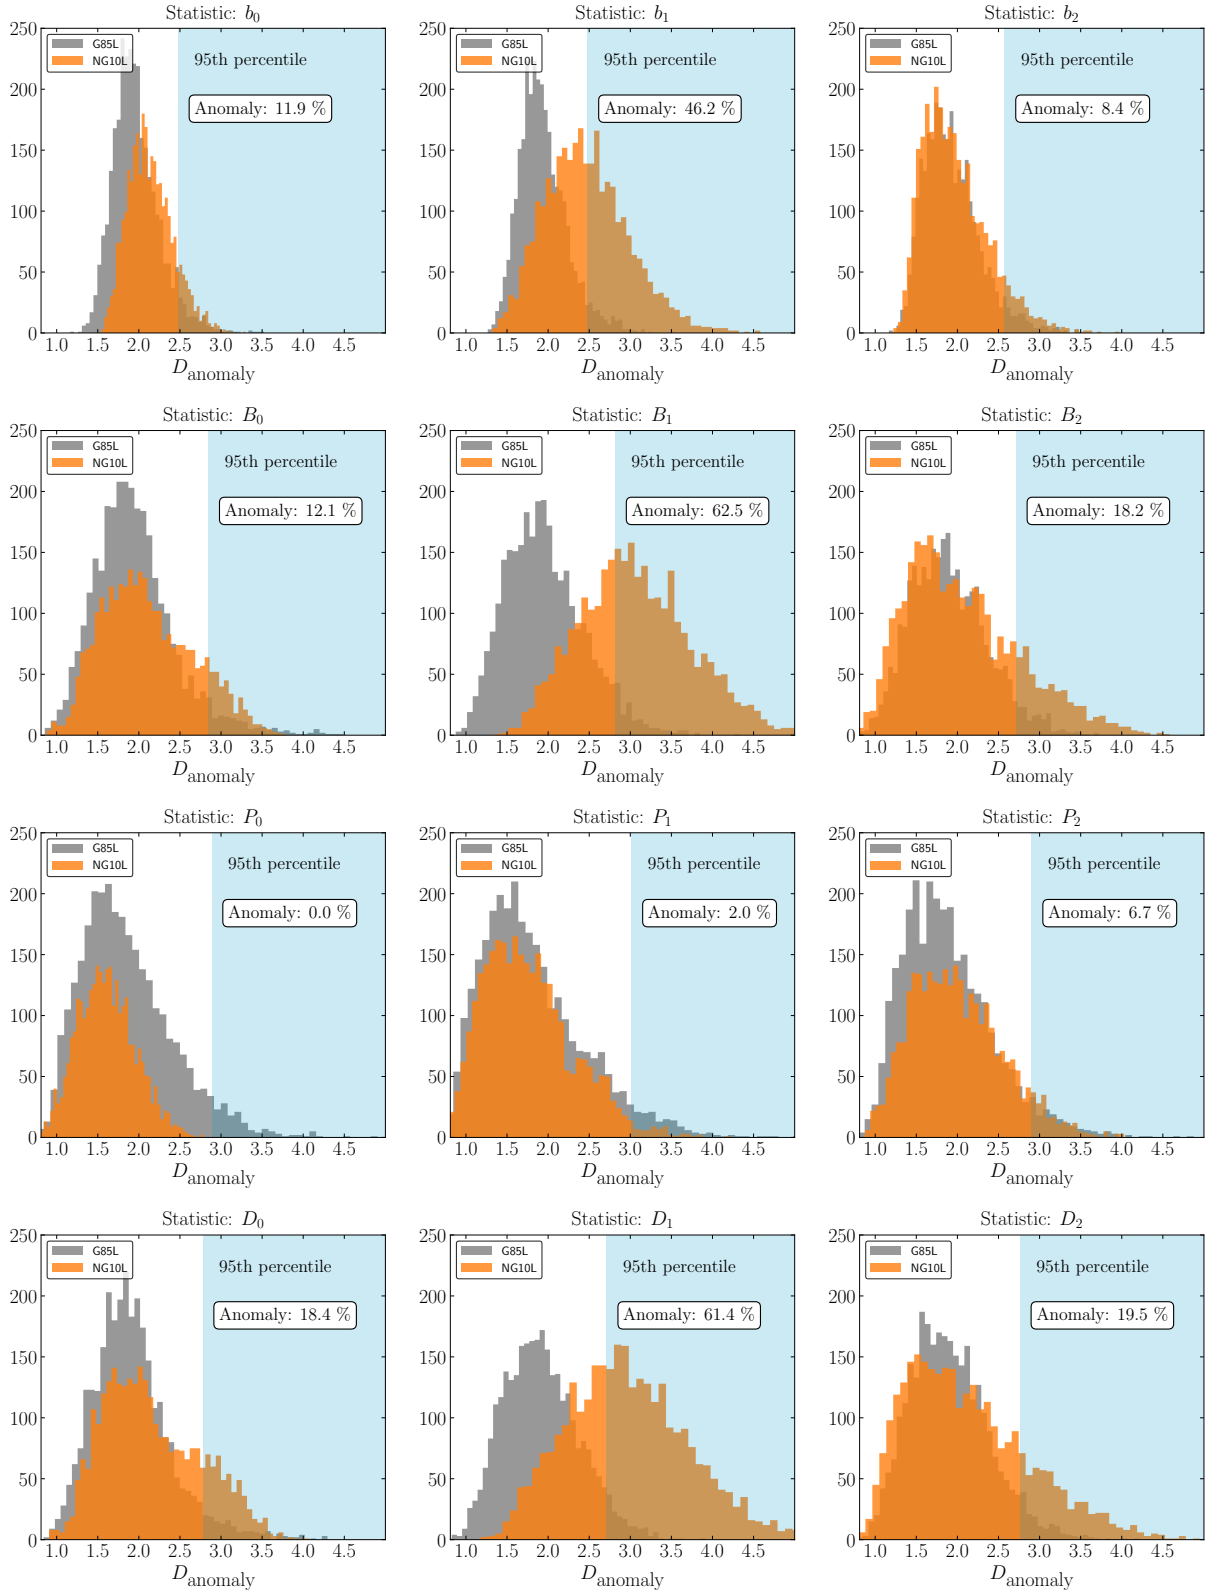 Statistic: b0
G85L
NG10L
95th percentile
Anomaly: 11.9 %
250
200
150
100
50
0
1.0 1.5 2.0 2.5 3.0 3.5 4.0 4.5
Danomaly
Statistic: b1
G85L
NG10L
95th percentile
Anomaly: 46.2 %
250
200
150
100
50
0
1.0 1.5 2.0 2.5 3.0 3.5 4.0 4.5
Danomaly
Statistic: b2
G85L
NG10L
95th percentile
Anomaly: 8.4 %
250
200
150
100
50
0
1.0 1.5 2.0 2.5 3.0 3.5 4.0 4.5
Danomaly
Statistic: B0
G85L
NG10L
95th percentile
Anomaly: 12.1 %
250
200
150
100
50
0
1.0 1.5 2.0 2.5 3.0 3.5 4.0 4.5
Danomaly
Statistic: B1
G85L
NG10L
95th percentile
Anomaly: 62.5 %
250
200
150
100
50
0
1.0 1.5 2.0 2.5 3.0 3.5 4.0 4.5
Danomaly
Statistic: B2
G85L
NG10L
95th percentile
Anomaly: 18.2 %
250
200
150
100
50
0
1.0 1.5 2.0 2.5 3.0 3.5 4.0 4.5
Danomaly
Statistic: P0
G85L
NG10L
95th percentile
Anomaly: 0.0 %
250
200
150
100
50
0
1.0 1.5 2.0 2.5 3.0 3.5 4.0 4.5
Danomaly
Statistic: P1
G85L
NG10L
95th percentile
Anomaly: 2.0 %
250
200
150
100
50
0
1.0 1.5 2.0 2.5 3.0 3.5 4.0 4.5
Danomaly
Statistic: P2
G85L
NG10L
95th percentile
Anomaly: 6.7 %
250
200
150
100
50
0
1.0 1.5 2.0 2.5 3.0 3.5 4.0 4.5
Danomaly
Statistic: D0
G85L
NG10L
95th percentile
Anomaly: 18.4 %
250
200
150
100
50
0
1.0 1.5 2.0 2.5 3.0 3.5 4.0 4.5
Danomaly
Statistic: D1
G85L
NG10L
95th percentile
Anomaly: 61.4 %
250
200
150
100
50
0
1.0 1.5 2.0 2.5 3.0 3.5 4.0 4.5
Danomaly
Statistic: D2
G85L
NG10L
95th percentile
Anomaly: 19.5 %
250
200
150
100
50
0
1.0 1.5 2.0 2.5 3.0 3.5 4.0 4.5
Danomaly